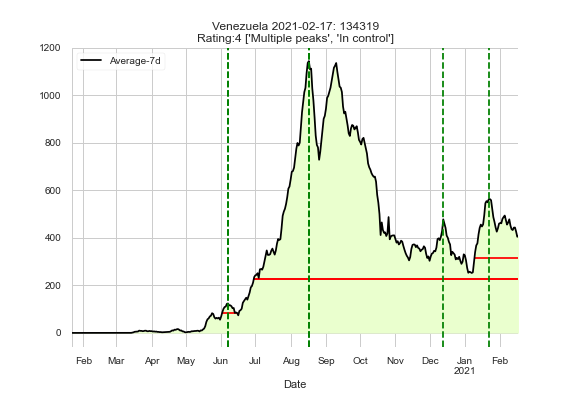 Venezuela 2021-02-17: 134319
Rating:4 ['Multiple peaks', 'In control']
1200
1000
800
600
400
200
0
Average-7d
Feb Mar Apr May Jun Jul Aug Sep Oct Nov Dec Jan Feb
2021
Date